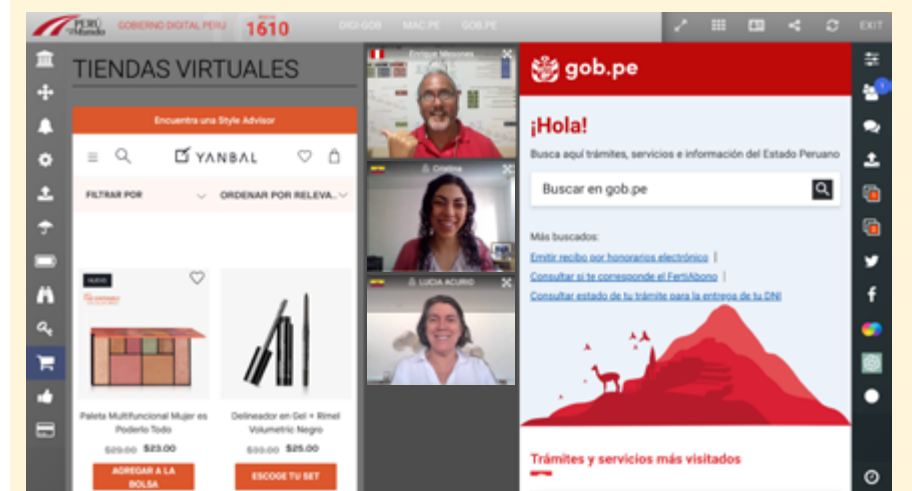 PERÚ
Mundo
GOBIERNO DIGITAL PERU
1610
DIGI-GOB
MAC.PE
GOB.PE
EXIT
TIENDAS VIRTUALES
Encuentra una Style Advisor
YANBAL
FILTRAR POR
ORDENAR POR RELEVA...
NUEVO
Paleta Multifuncional Mujer es
Poderlo Todo
$29.00 $23.00
AGREGAR A LA
BOLSA
Delineador en Gel + Rimel
Volumetric Negro
$33.00 $25.00
ESCOGE TU SET
Enrique Mesones
Cristina
LUCIA ACURIO
gob.pe
¡Hola!
Busca aquí trámites, servicios e información del Estado Peruano
Buscar en gob.pe
Más buscados:
Emitir recibo por honorarios electrónico |
Consultar si te corresponde el FertiAbono |
Consultar estado de tu trámite para la entrega de tu DNI
Trámites y servicios más visitados